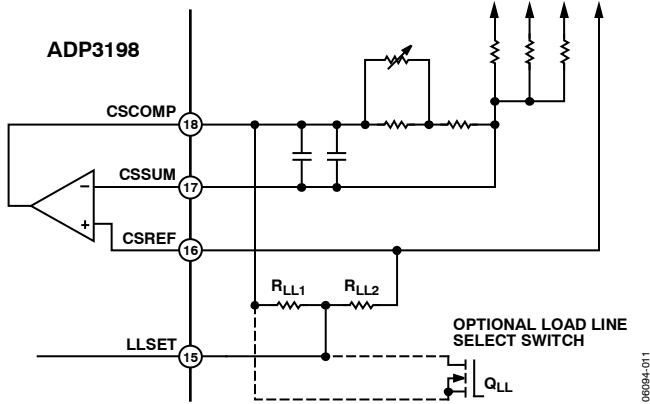 ADP3198
CSCOMP
18
CSSUM
17
CSREF
16
RLL1
RLL2
LLSET
15
OPTIONAL LOAD LINE
SELECT SWITCH
QLL
–
+
06094-011